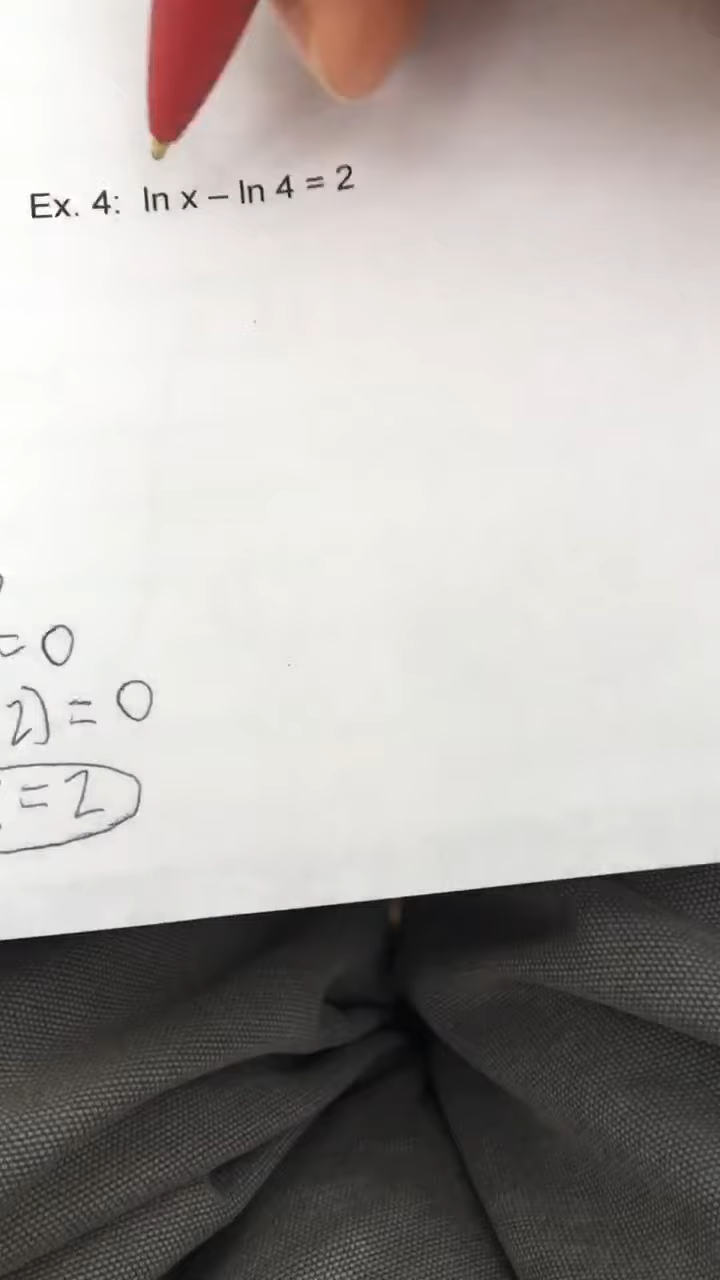 Ex. 4: ln x – ln 4 = 2
= 0
2) = 0
= 2